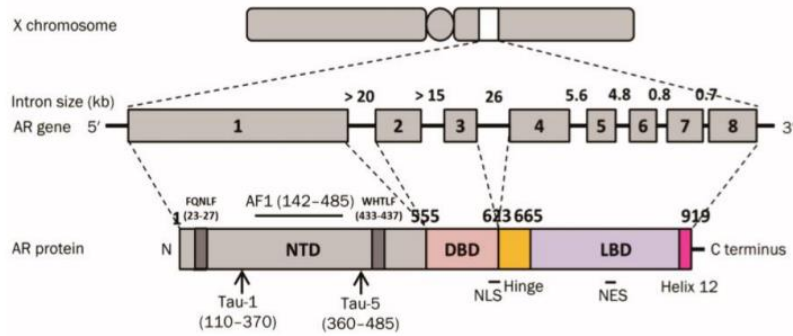 X chromosome
Intron size (kb) > 20 > 15 26 5.6 4.8 0.8 0.7
AR gene 5′ 1 2 3 4 5 6 7 8 3′
FQNLF AF1 (142–485) WHTLF
1 (23-27) (433-437) 555 623 665 919
AR protein N NTD DBD LBD C terminus
NLS Hinge NES Helix 12
Tau-1 Tau-5
(110–370) (360–485)